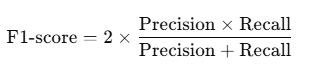 F1-score = 2 × Precision × Recall / Precision + Recall